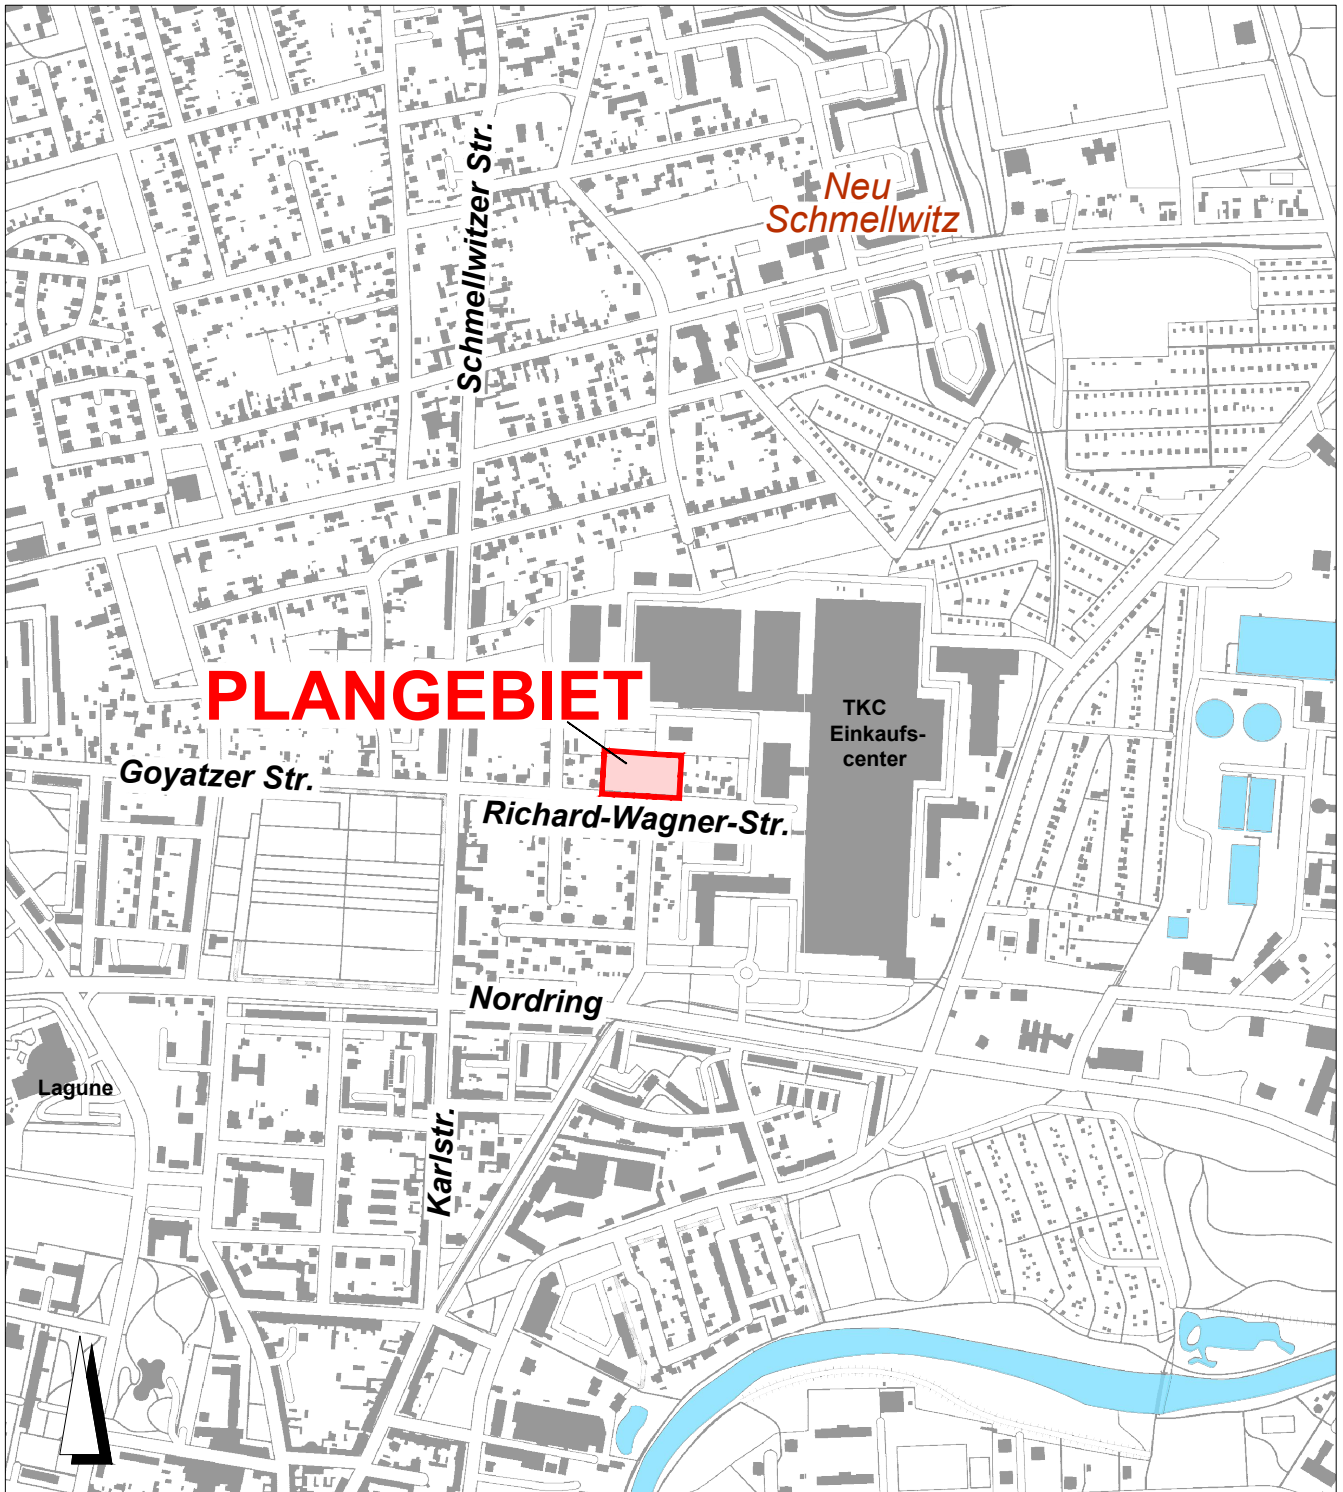 Schmellwitzer Str.
Neu
Schmellwitz
PLANGEBIET
TKC
Einkaufs-
center
Goyatzer Str.
Richard-Wagner-Str.
Nordring
Lagune
Karlstr.